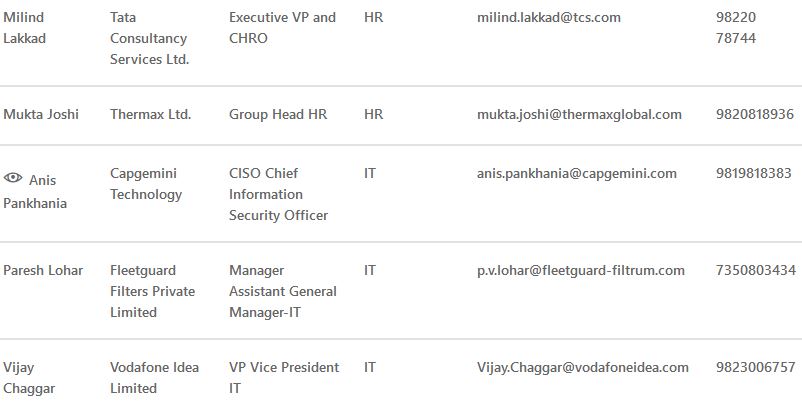 Milind Lakkad Tata Consultancy Services Ltd. Executive VP and CHRO HR milind.lakkad@tcs.com 98220 78744
Mukta Joshi Thermax Ltd. Group Head HR HR mukta.joshi@thermaxglobal.com 9820818936
Anis Pankhania Capgemini Technology CISO Chief Information Security Officer IT anis.pankhania@capgemini.com 9819818383
Paresh Lohar Fleetguard Filters Private Limited Manager Assistant General Manager-IT IT p.v.lohar@fleetguard-filtrum.com 7350803434
Vijay Chaggar Vodafone Idea Limited VP Vice President IT IT Vijay.Chaggar@vodafoneidea.com 9823006757